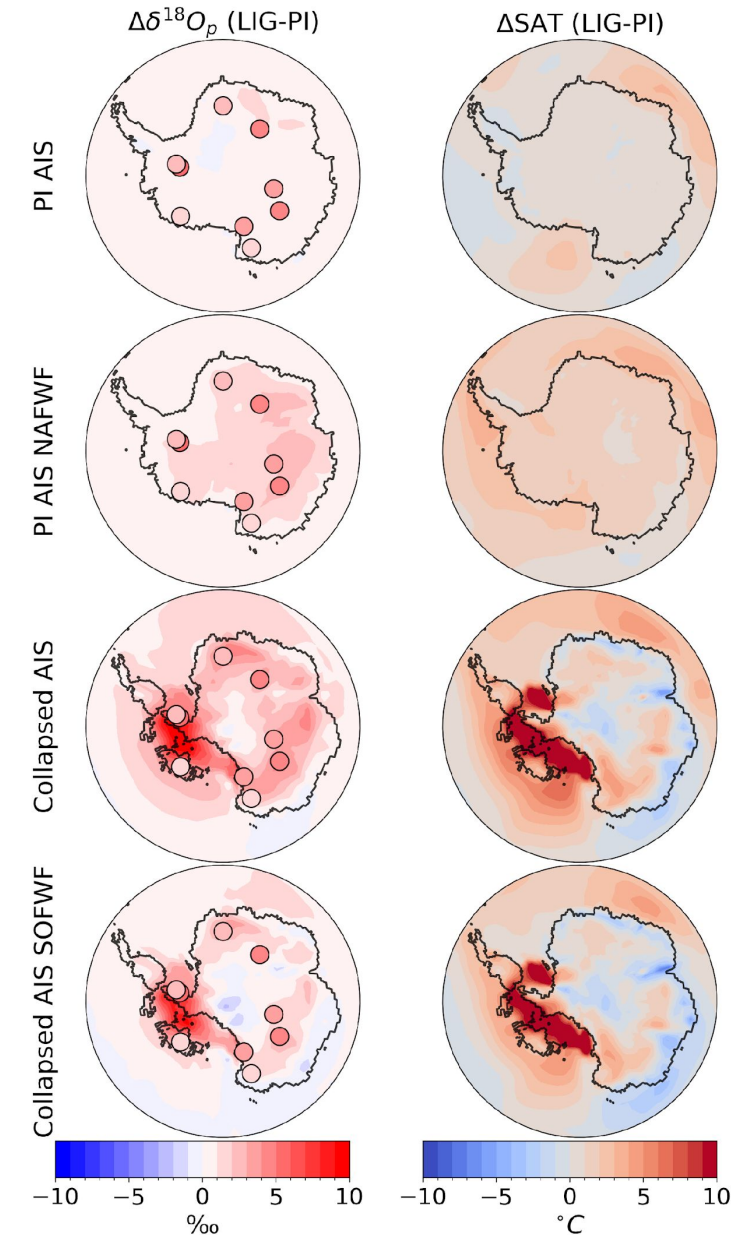 Δδ¹⁸Oₚ (LIG-PI)
ΔSAT (LIG-PI)
PI AIS
PI AIS NAFWF
Collapsed AIS
Collapsed AIS SOFWF
−10 −5 0 5 10
‰
−10 −5 0 5 10
°C